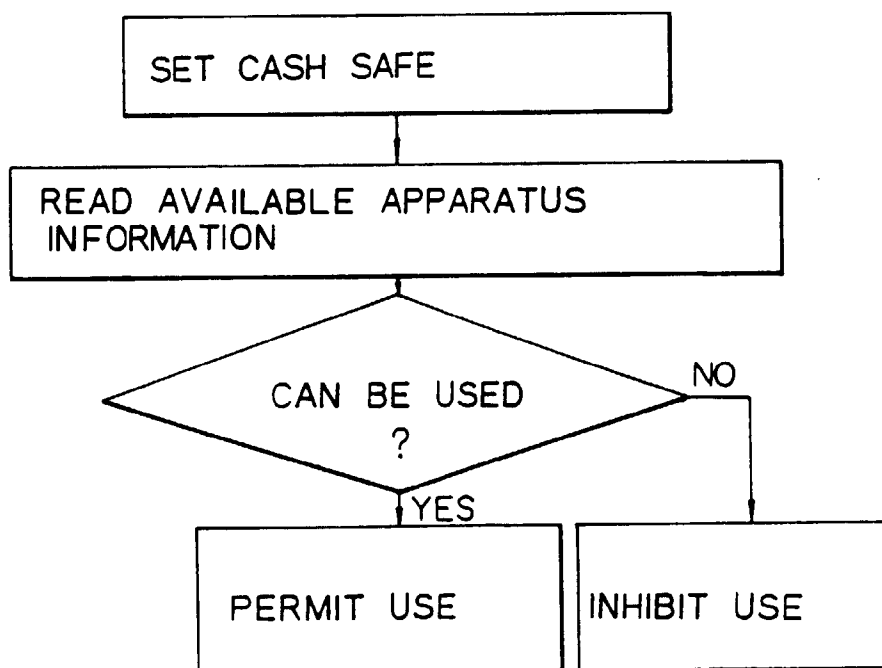 SET CASH SAFE
READ AVAILABLE APPARATUS
INFORMATION
CAN BE USED
?
NO
YES
PERMIT USE
INHIBIT USE